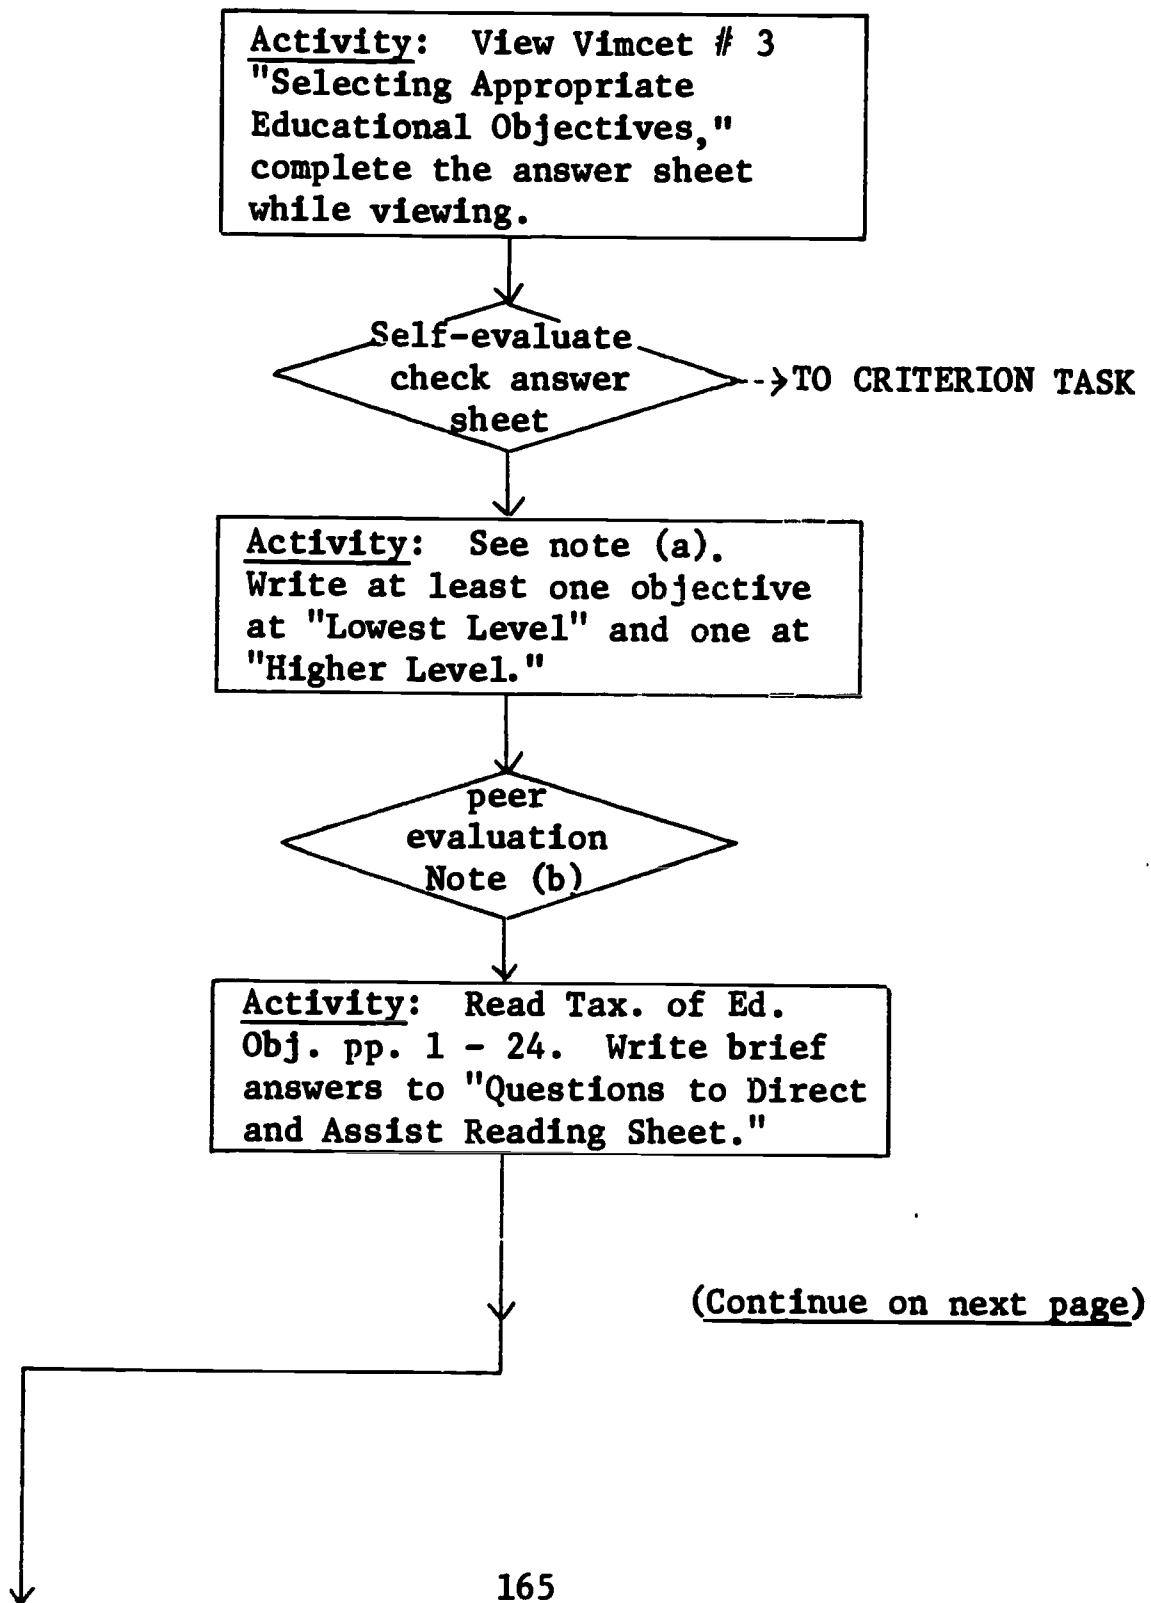 Activity: View Vimcet # 3
"Selecting Appropriate
Educational Objectives,"
complete the answer sheet
while viewing.
Self-evaluate
check answer
sheet
TO CRITERION TASK
Activity: See note (a).
Write at least one objective
at "Lowest Level" and one at
"Higher Level."
peer
evaluation
Note (b)
Activity: Read Tax. of Ed.
Obj. pp. 1 - 24. Write brief
answers to "Questions to Direct
and Assist Reading Sheet."
(Continue on next page)
165